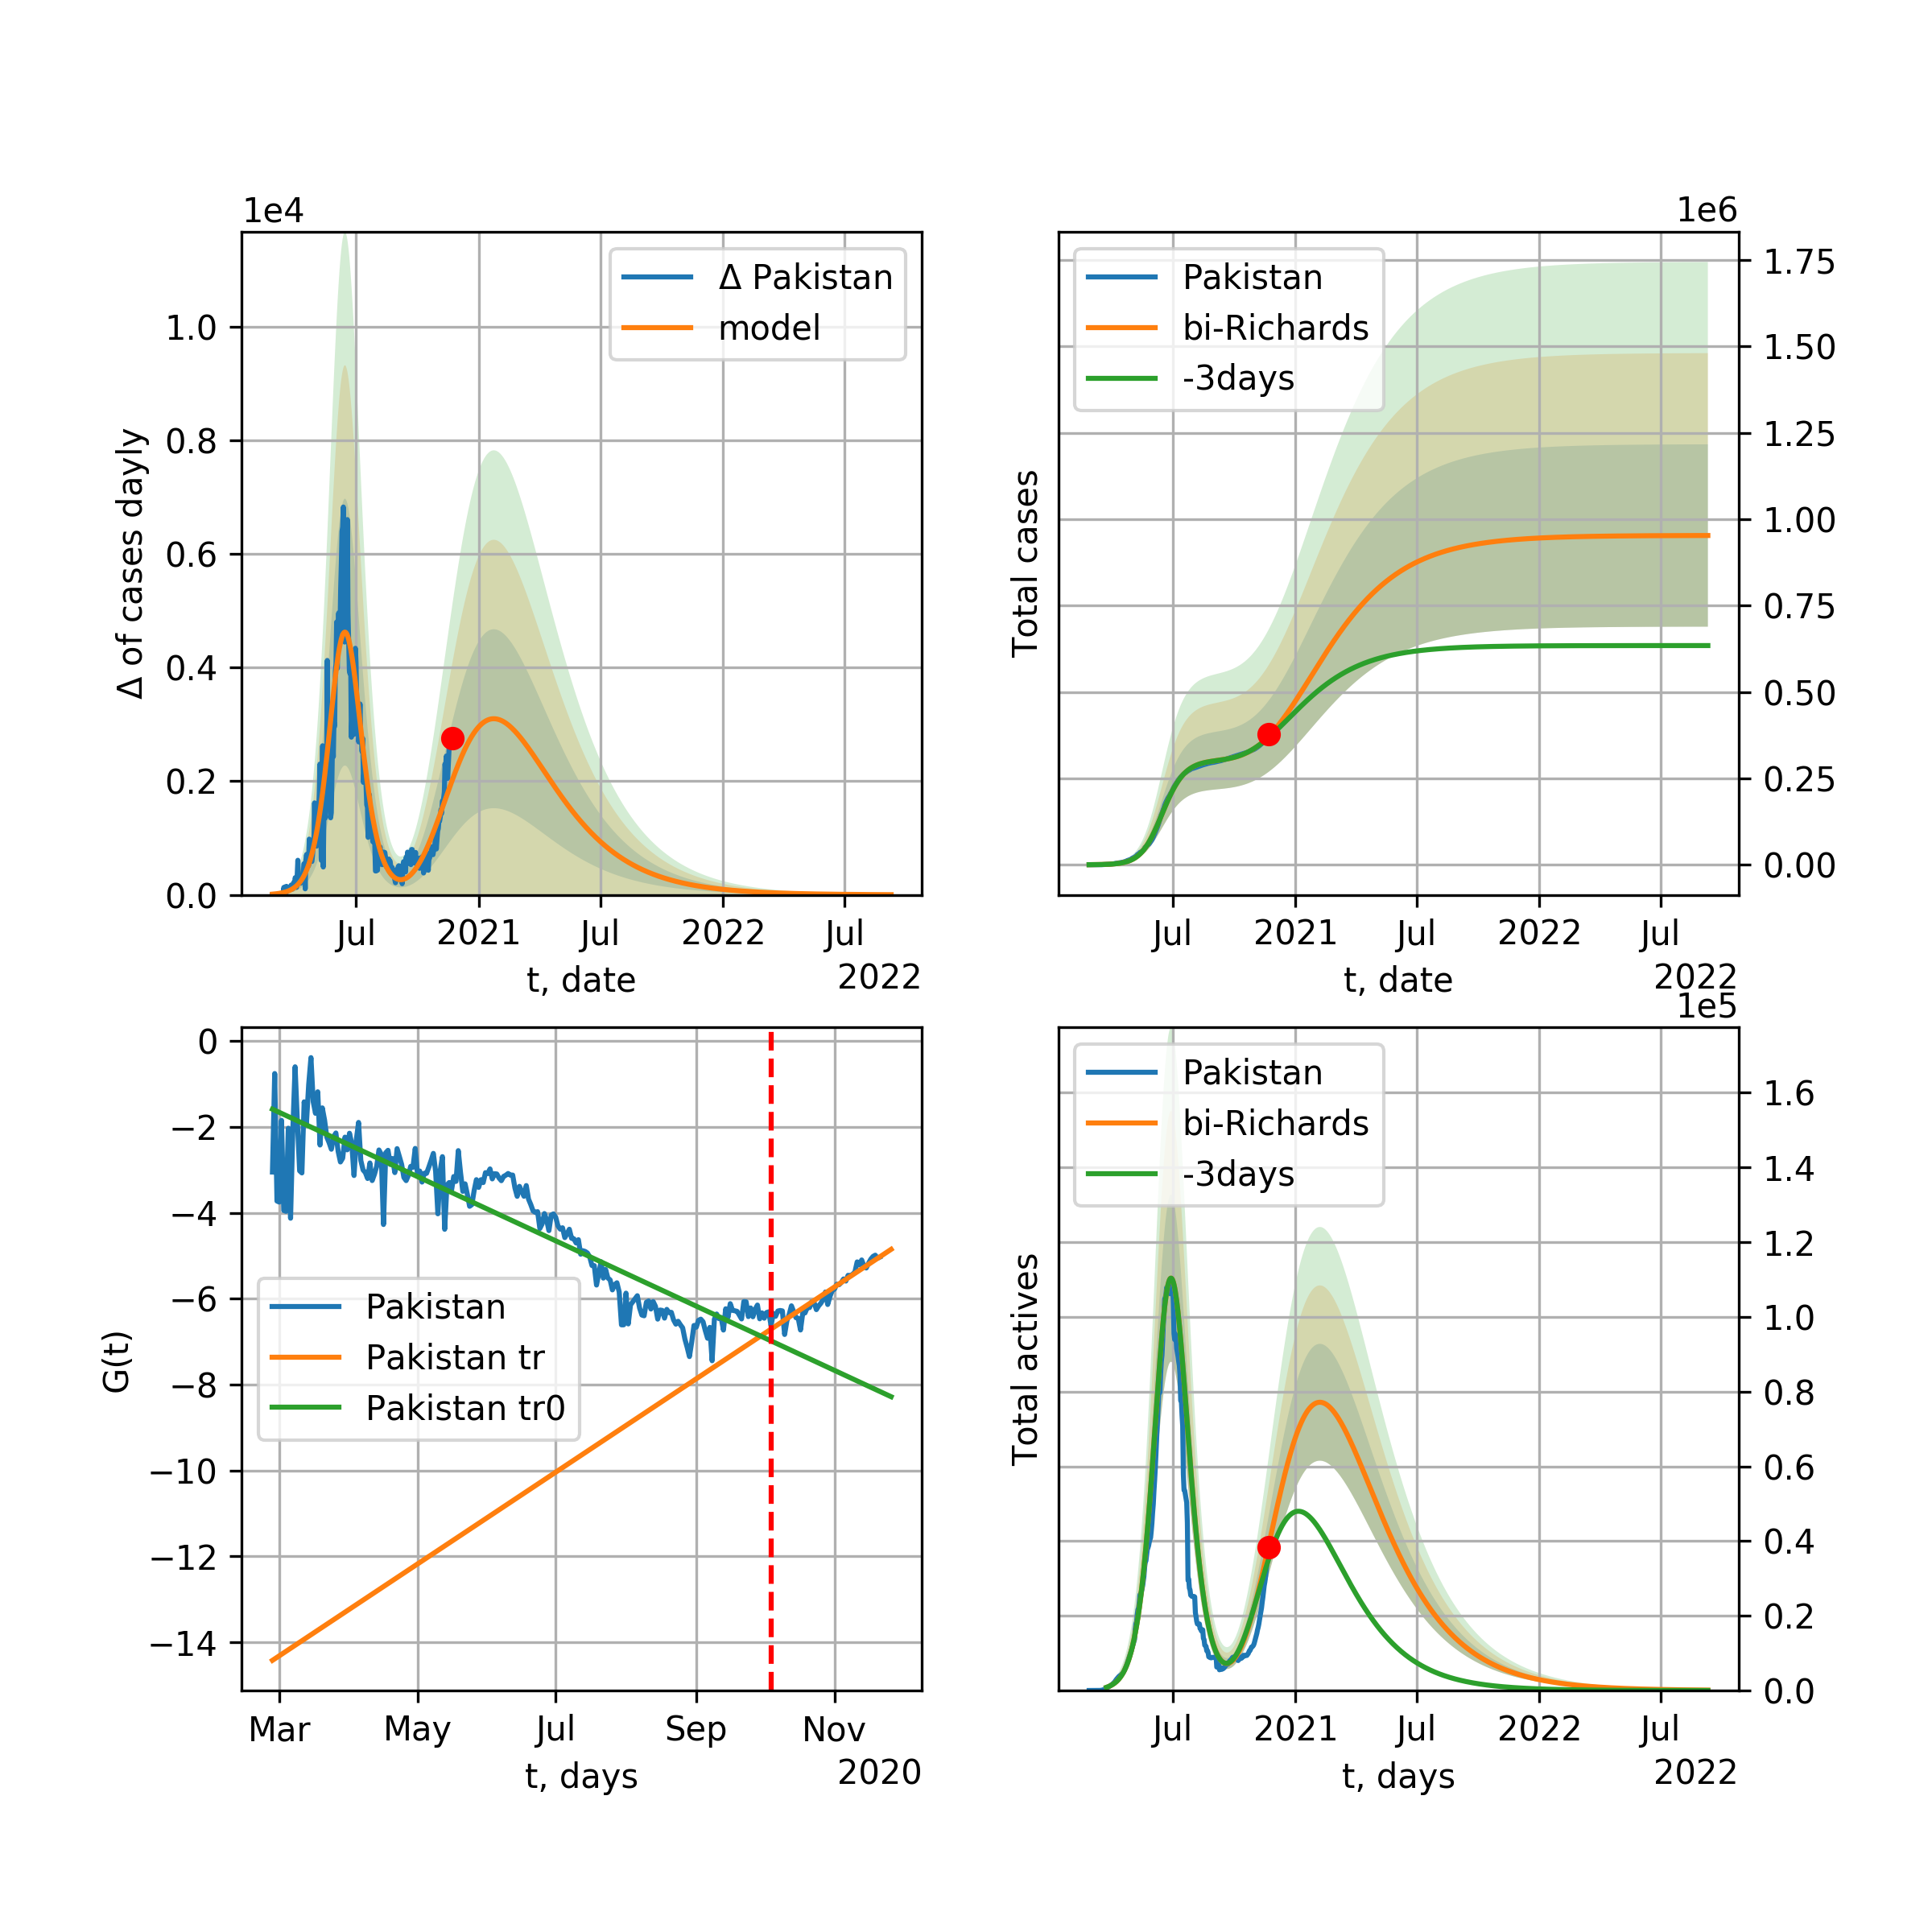 1e4
Δ Pakistan
model
1.0
0.8
0.6
0.4
0.2
0.0
Δ of cases dayly
Jul
2021
Jul
2022
Jul
t, date
2022
1e6
Pakistan
bi-Richards
-3days
1.75
1.50
1.25
1.00
0.75
0.50
0.25
0.00
Total cases
Jul
2021
Jul
2022
Jul
t, date
2022
0
−2
−4
−6
−8
−10
−12
−14
G(t)
Pakistan
Pakistan tr
Pakistan tr0
Mar
May
Jul
Sep
Nov
t, days
2020
1e5
Pakistan
bi-Richards
-3days
1.6
1.4
1.2
1.0
0.8
0.6
0.4
0.2
0.0
Total actives
Jul
2021
Jul
2022
Jul
t, days
2022